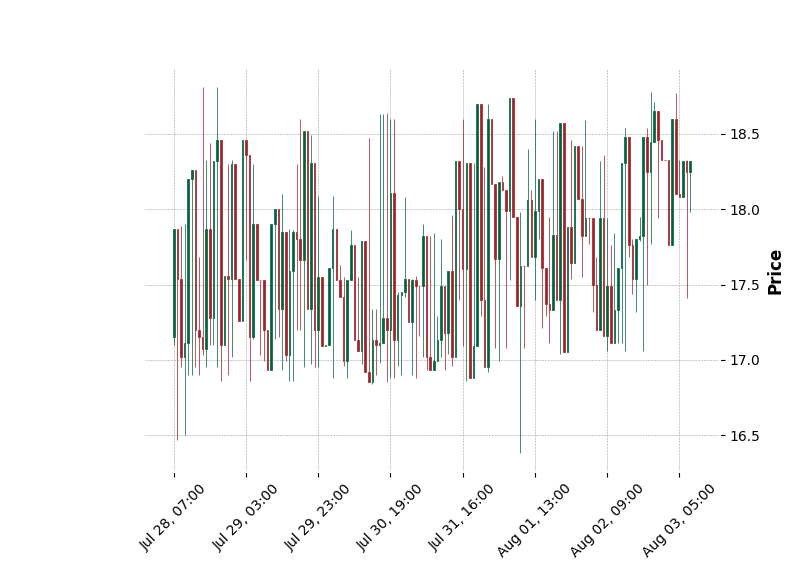 18.5
18.0
17.5
17.0
16.5
Price
Jul 28, 07:00
Jul 29, 03:00
Jul 29, 23:00
Jul 30, 19:00
Jul 31, 16:00
Aug 01, 13:00
Aug 02, 09:00
Aug 03, 05:00